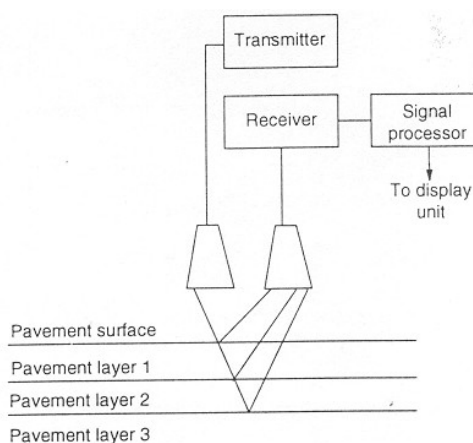 Transmitter
Receiver
Signal
processor
To display
unit
Pavement surface
Pavement layer 1
Pavement layer 2
Pavement layer 3